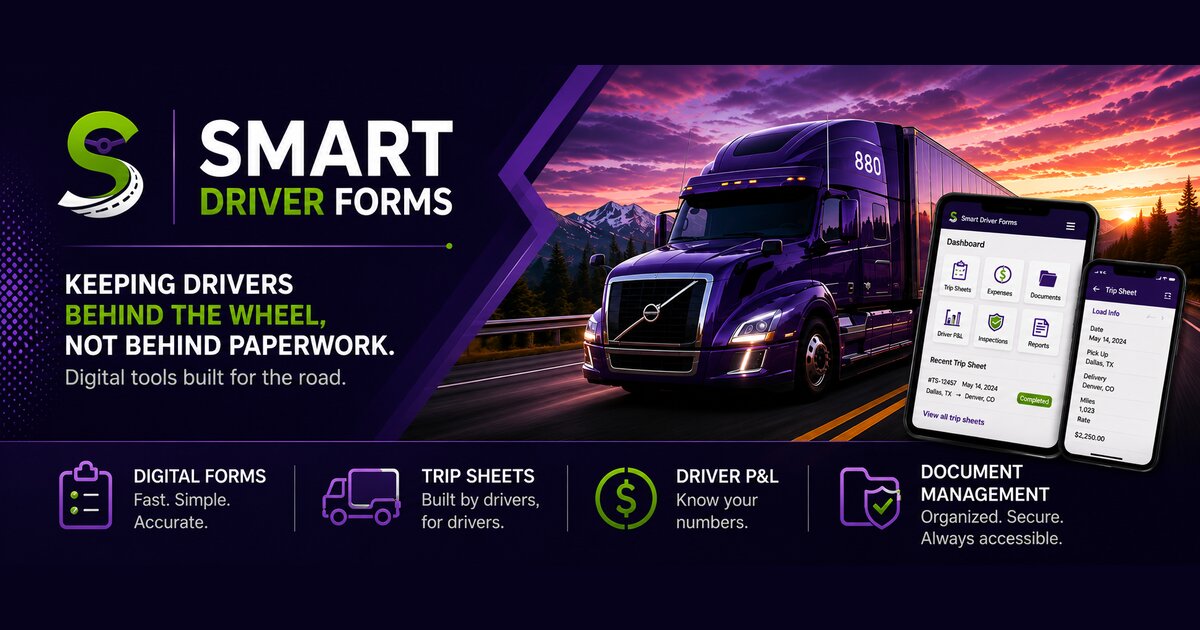 SMART
DRIVER FORMS
KEEPING DRIVERS
BEHIND THE WHEEL,
NOT BEHIND PAPERWORK.
Digital tools built for the road.
880
Smart Driver Forms
Dashboard
Trip Sheets
Expenses
Documents
Driver P&L
Inspections
Reports
Recent Trip Sheet
#TS-12457 May 14, 2024
Dallas, TX → Denver, CO
Completed
View all trip sheets
Trip Sheet
Load Info
Date
May 14, 2024
Pick Up
Dallas, TX
Delivery
Denver, CO
Miles
1,023
Rate
$2,250.00
DIGITAL FORMS
Fast. Simple.
Accurate.
TRIP SHEETS
Built by drivers,
for drivers.
DRIVER P&L
Know your
numbers.
DOCUMENT
MANAGEMENT
Organized. Secure.
Always accessible.